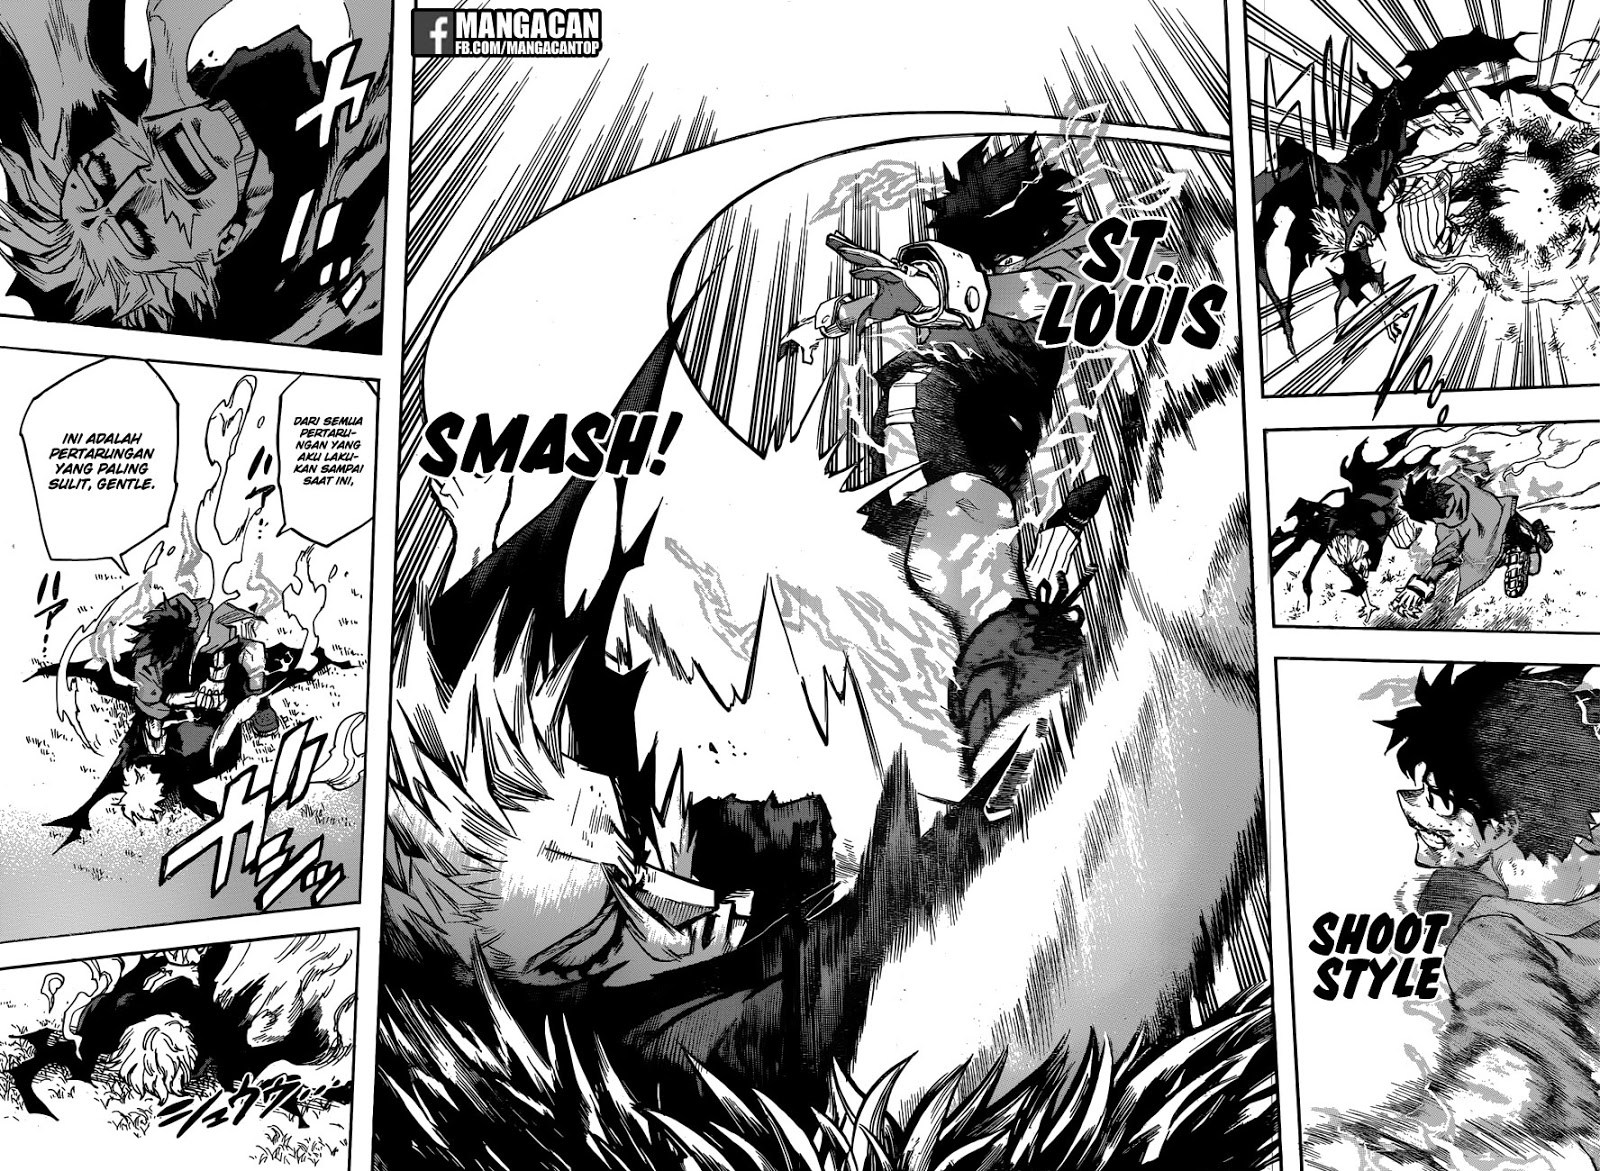 MANGACAN
FB.COM/MANGACANTOP
SHOOT
STYLE
ST.
LOUIS
SMASH!
DARI SEMUA
PERTARU-
NGAN YANG
AKU LAKU-
KAN SAMPAI
SAAT INI,
INI ADALAH
PERTARUNGAN
YANG PALING
SULIT, GENTLE.